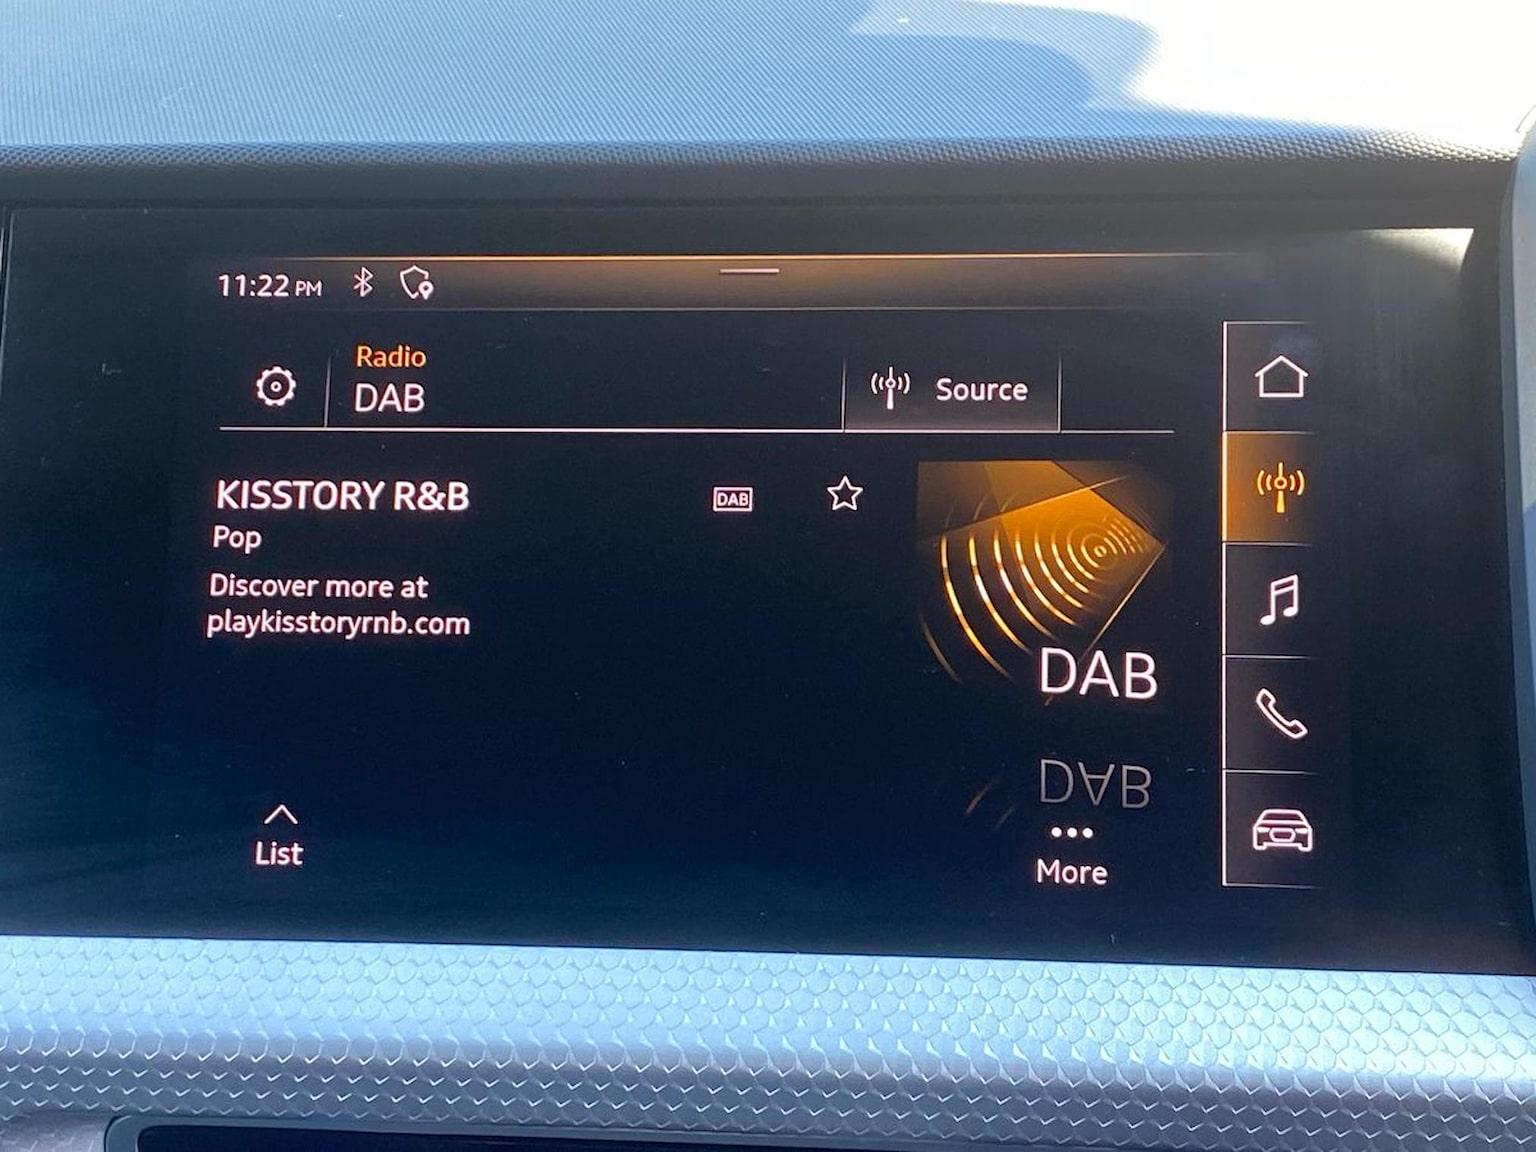 11:22 PM
Radio
DAB
Source
KISSTORY R&B
DAB
Pop
Discover more at
playkisstoryrnb.com
DAB
DAB
List
More